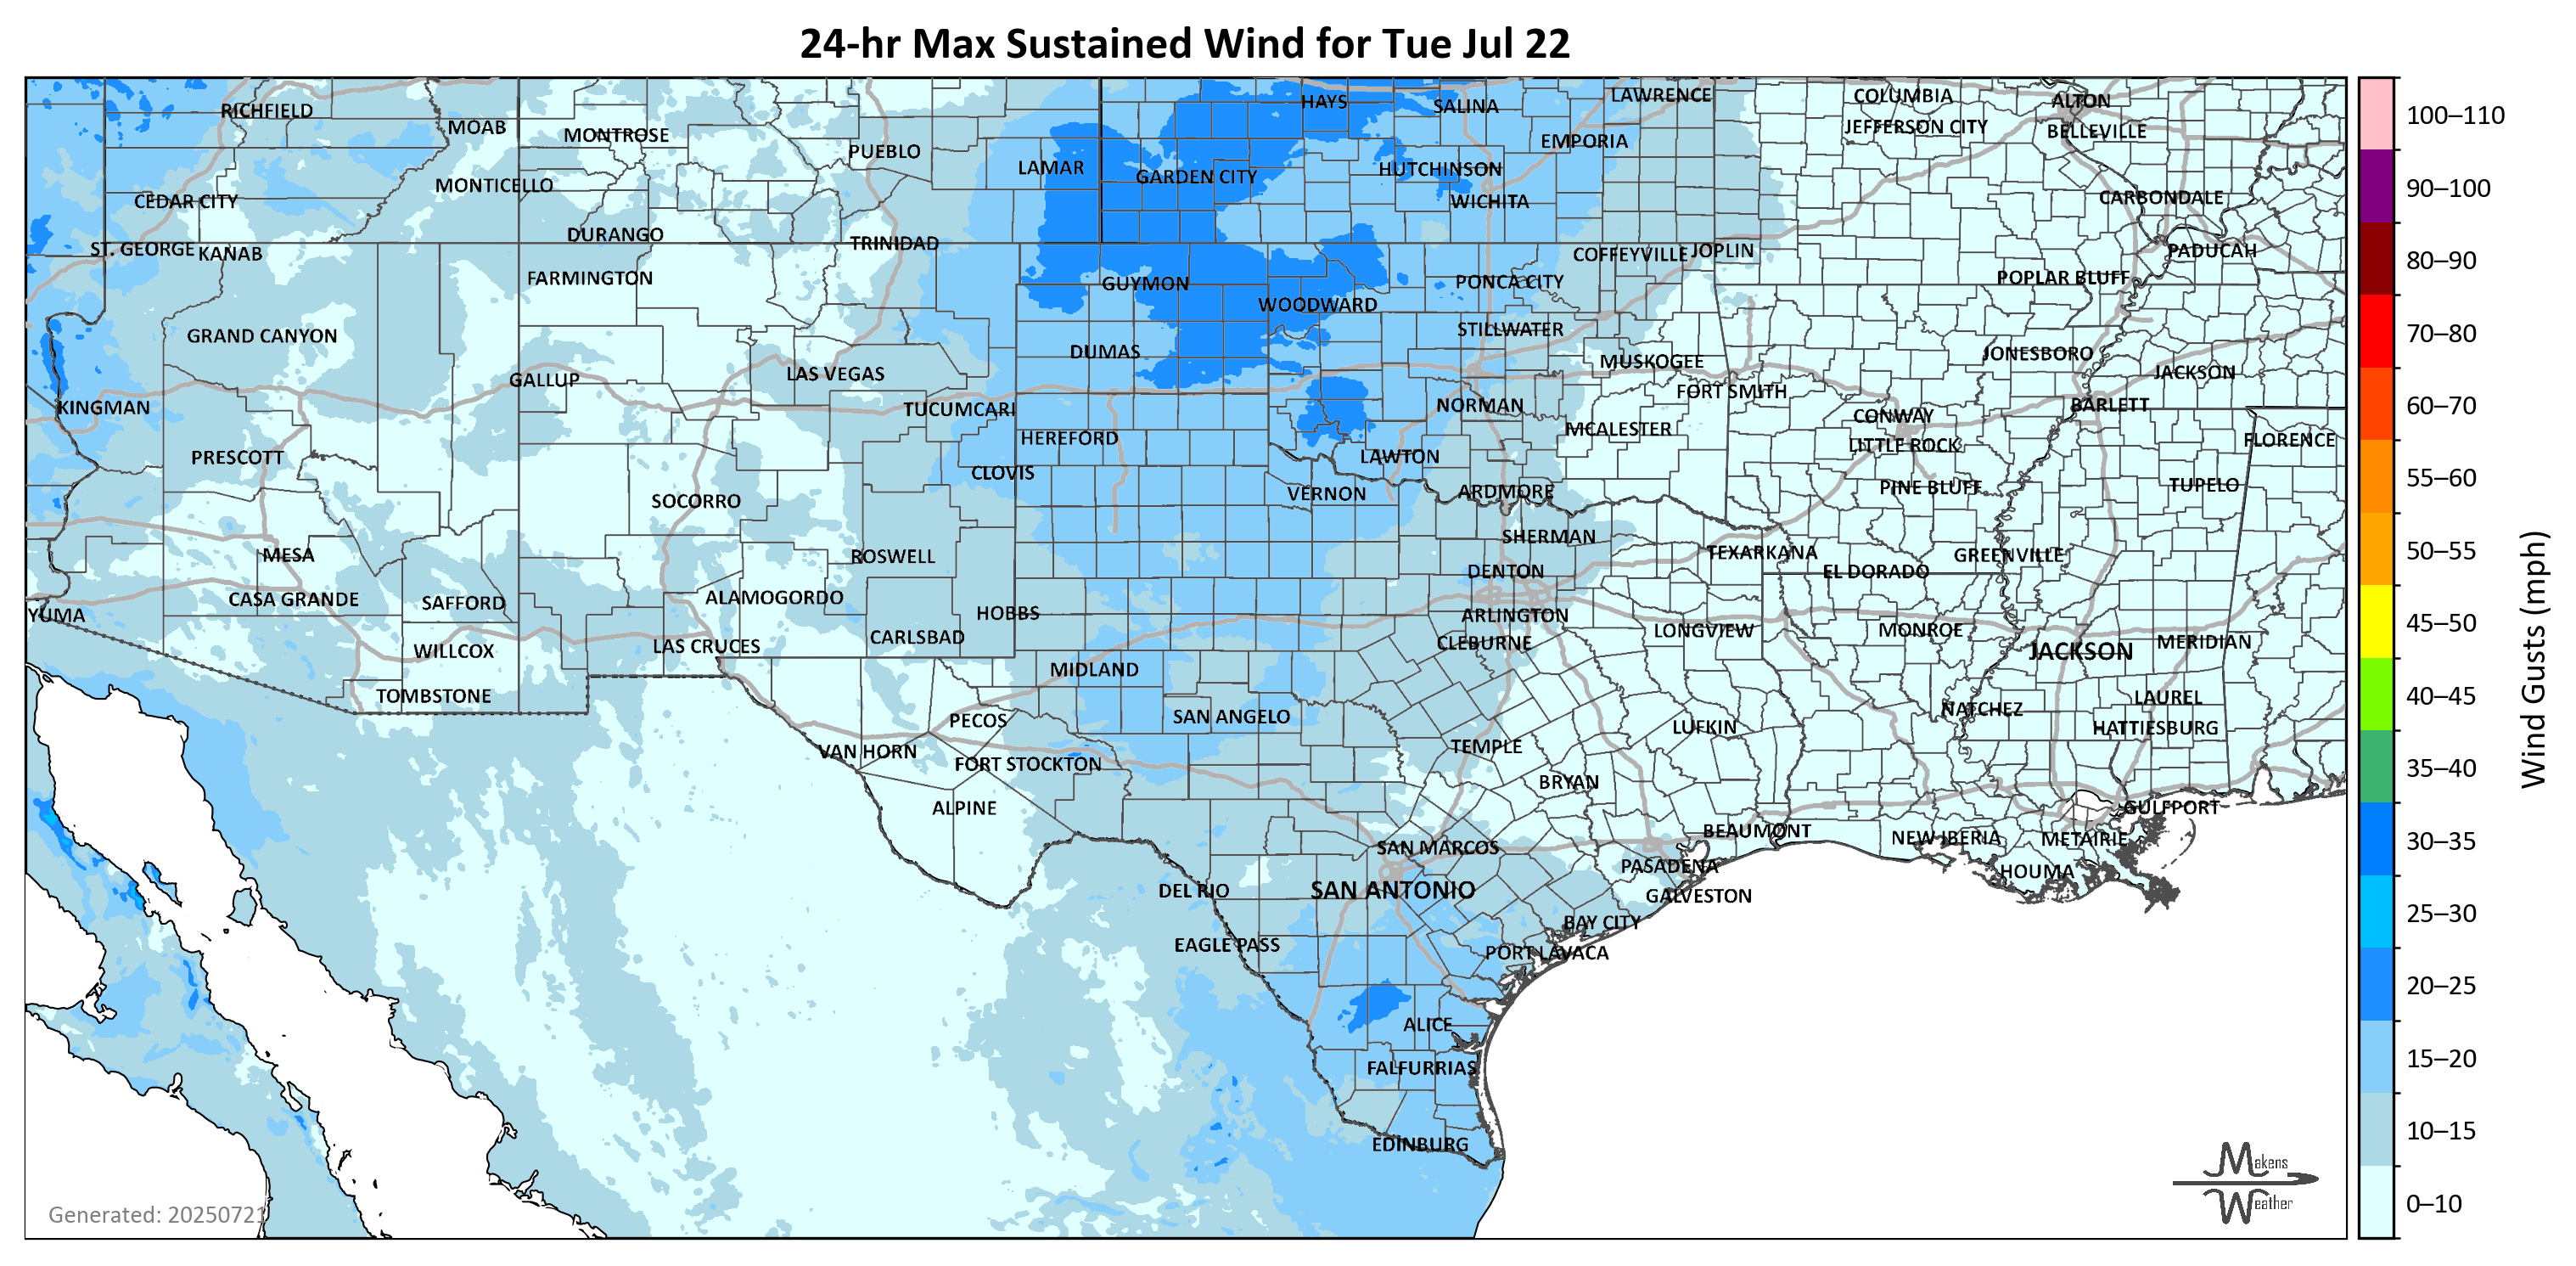 24-hr Max Sustained Wind for Tue Jul 22
RICHFIELD
MOAB
MONTROSE
PUEBLO
LAMAR
HAYS
SALINA
LAWRENCE
COLUMBIA
ALTON
EMPORIA
JEFFERSON CITY
BELLEVILLE
CEDAR CITY
MONTICELLO
GARDEN CITY
HUTCHINSON
WICHITA
CARBONDALE
ST. GEORGE
KANAB
DURANGO
TRINIDAD
COFFEYVILLE
JOPLIN
PADUCAH
FARMINGTON
GUYMON
WOODWARD
PONCA CITY
POPLAR BLUFF
GRAND CANYON
DUMAS
STILLWATER
MUSKOGEE
JONESBORO
GALLUP
LAS VEGAS
FORT SMITH
JACKSON
KINGMAN
TUCUMCARI
NORMAN
CONWAY
BARLETT
PRESCOTT
HEREFORD
MCALESTER
LITTLE ROCK
FLORENCE
CLOVIS
LAWTON
SOCORRO
VERNON
ARDMORE
PINE BLUFF
TUPELO
MESA
ROSWELL
SHERMAN
TEXARKANA
GREENVILLE
DENTON
EL DORADO
YUMA
CASA GRANDE
SAFFORD
ALAMOGORDO
HOBBS
ARLINGTON
WILLCOX
LAS CRUCES
CARLSBAD
CLEBURNE
LONGVIEW
MONROE
JACKSON
MERIDIAN
TOMBSTONE
MIDLAND
PECOS
SAN ANGELO
LUFKIN
NATCHEZ
LAUREL
HATTIESBURG
VAN HORN
FORT STOCKTON
TEMPLE
BRYAN
ALPINE
BEAUMONT
NEW IBERIA
METAIRIE
GULFPORT
SAN MARCOS
PASADENA
HOUMA
DEL RIO
SAN ANTONIO
GALVESTON
BAY CITY
EAGLE PASS
PORT LAVACA
ALICE
FALFURRIAS
EDINBURG
Generated: 20250721
Makens
Weather
100–110
90–100
80–90
70–80
60–70
55–60
50–55
45–50
40–45
35–40
30–35
25–30
20–25
15–20
10–15
0–10
Wind Gusts (mph)